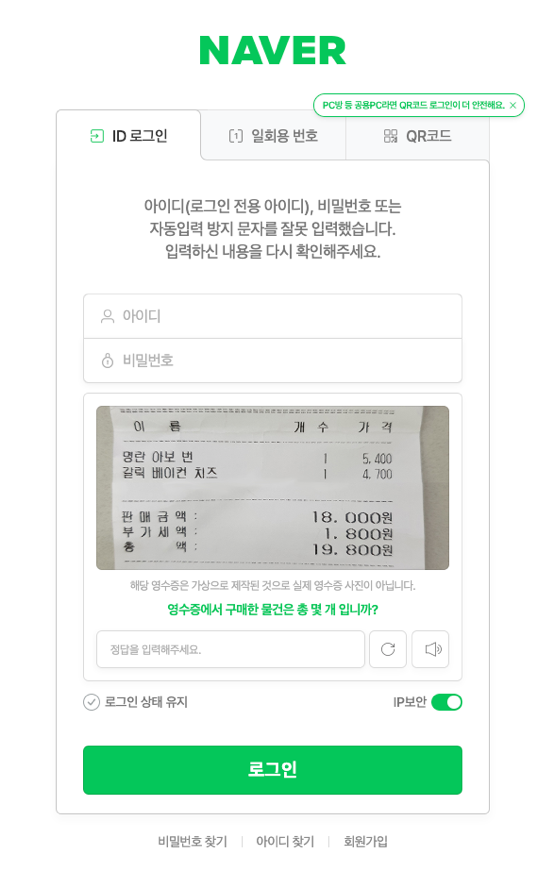 NAVER
PC방 등 공용PC라면 QR코드 로그인이 더 안전해요.
ID 로그인
일회용 번호
QR코드
아이디(로그인 전용 아이디), 비밀번호 또는
자동입력 방지 문자를 잘못 입력했습니다.
입력하신 내용을 다시 확인해주세요.
아이디
비밀번호
이 름 개 수 가 격
명란 아보 번 1 5,400
갈릭 베이컨 치즈 1 4,700
판 매 금 액 : 18,000원
부 가 세 액 : 1,800원
총 액 : 19,800원
해당 영수증은 가상으로 제작된 것으로 실제 영수증 사진이 아닙니다.
영수증에서 구매한 물건은 총 몇 개 입니까?
정답을 입력해주세요.
로그인 상태 유지
IP보안
로그인
비밀번호 찾기 | 아이디 찾기 | 회원가입